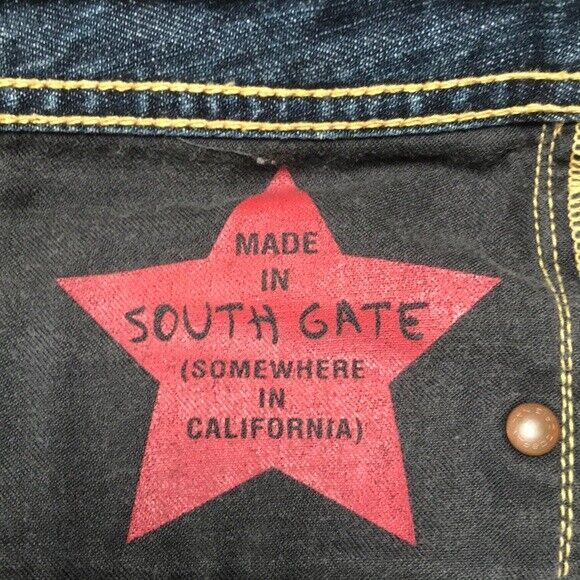 MADE
IN
SOUTH GATE
(SOMEWHERE
IN
CALIFORNIA)